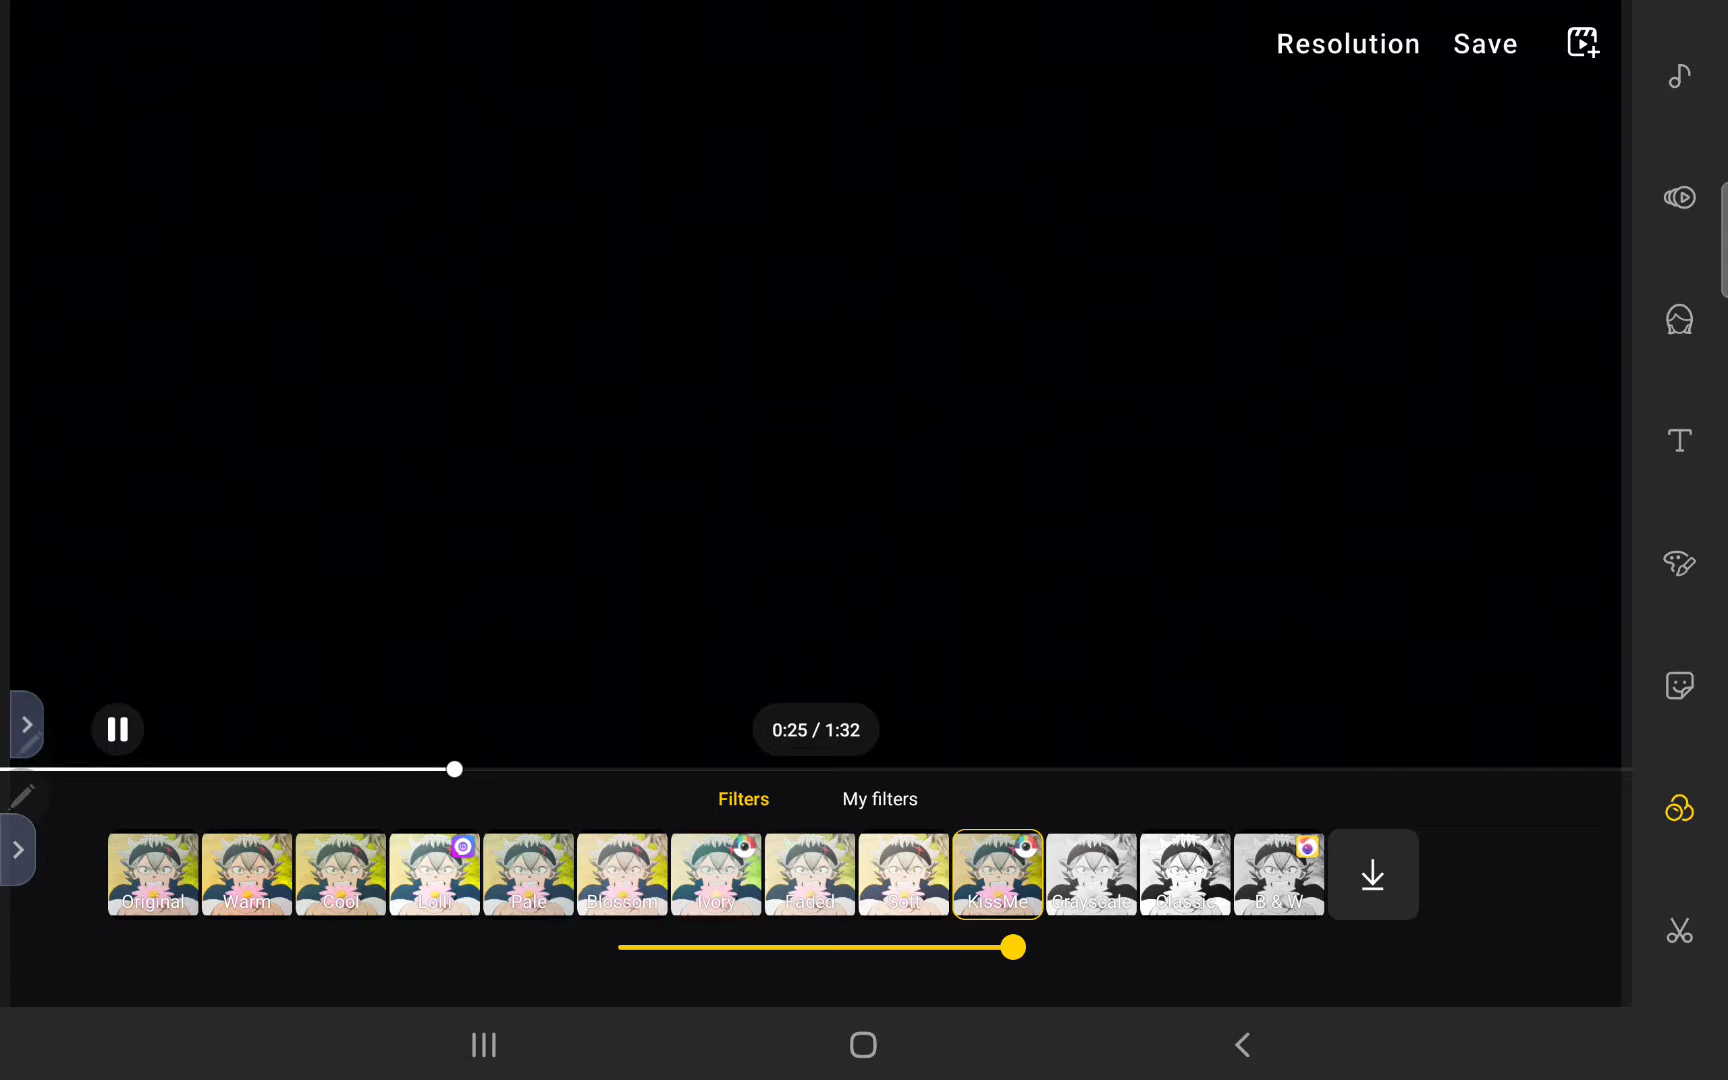 Resolution Save
0:25 / 1:32
Filters My filters
Original Warm Cool Lolli Pale Blossom Ivory Faded Soft KissMe Grayscale Classic B & W